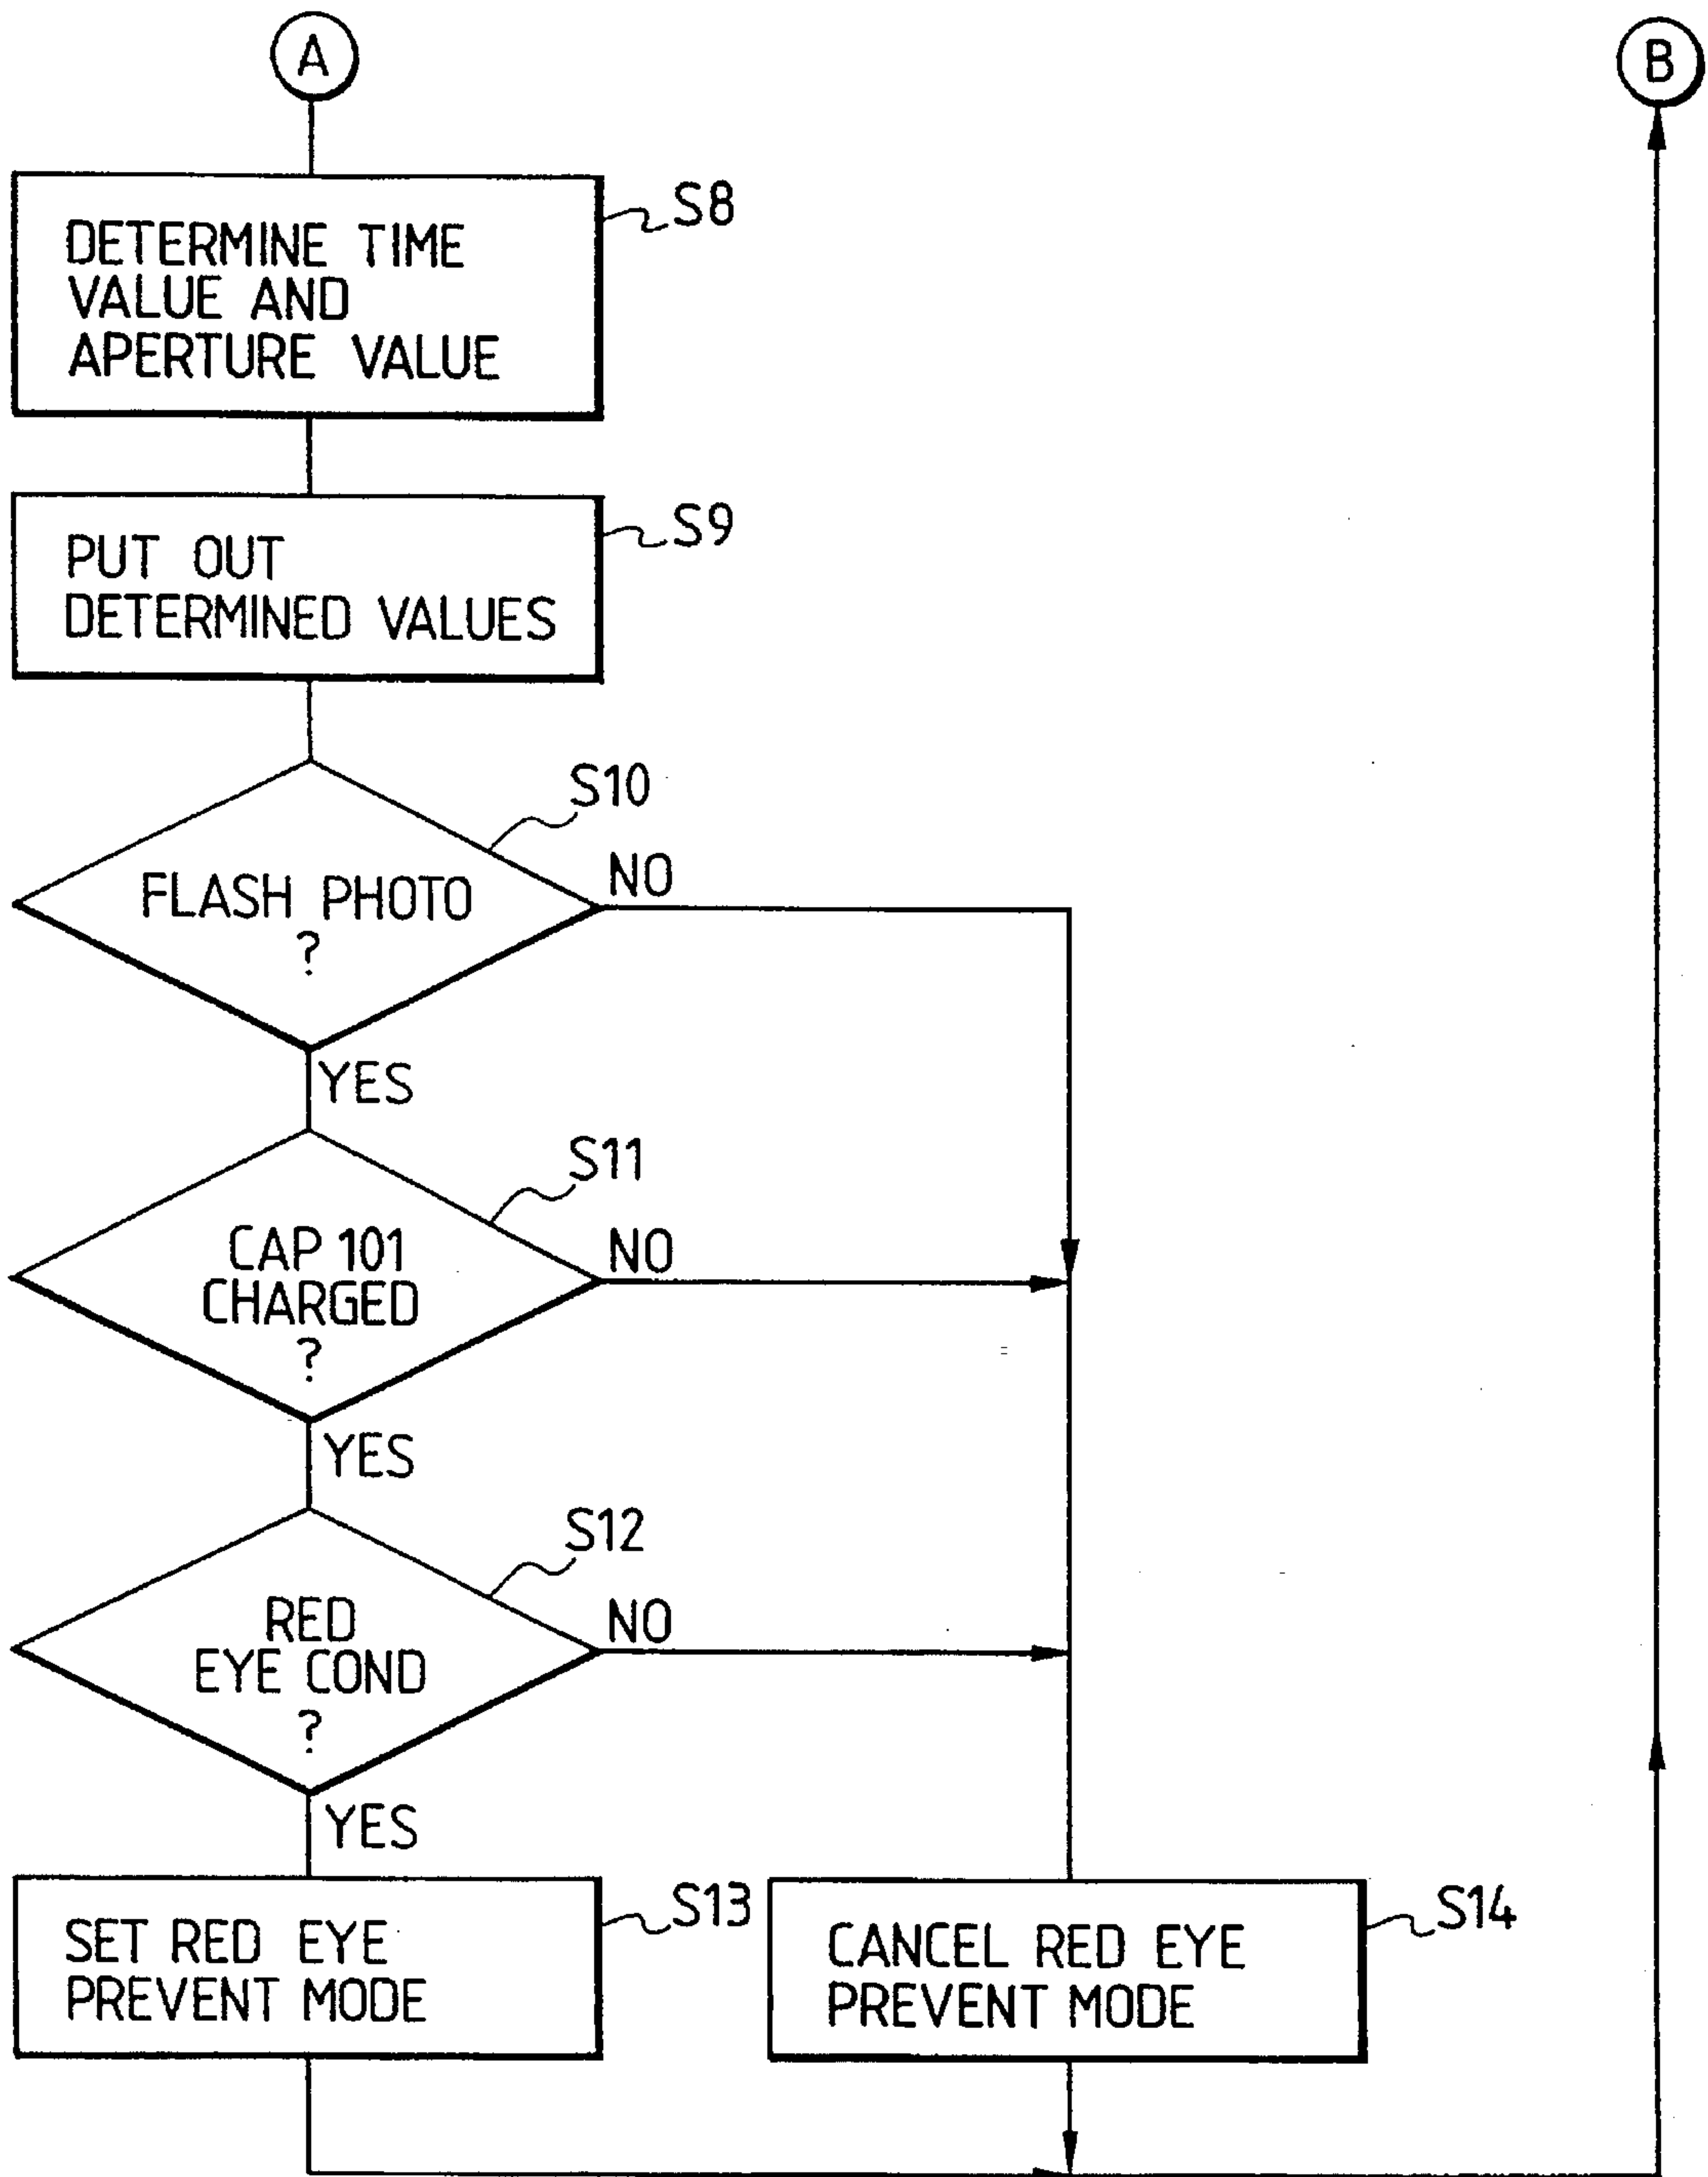 A
B
S8
DETERMINE TIME
VALUE AND
APERTURE VALUE
S9
PUT OUT
DETERMINED VALUES
S10
FLASH PHOTO
?
NO
YES
S11
CAP 101
CHARGED
?
NO
YES
S12
RED
EYE COND
?
NO
YES
S13
SET RED EYE
PREVENT MODE
S14
CANCEL RED EYE
PREVENT MODE